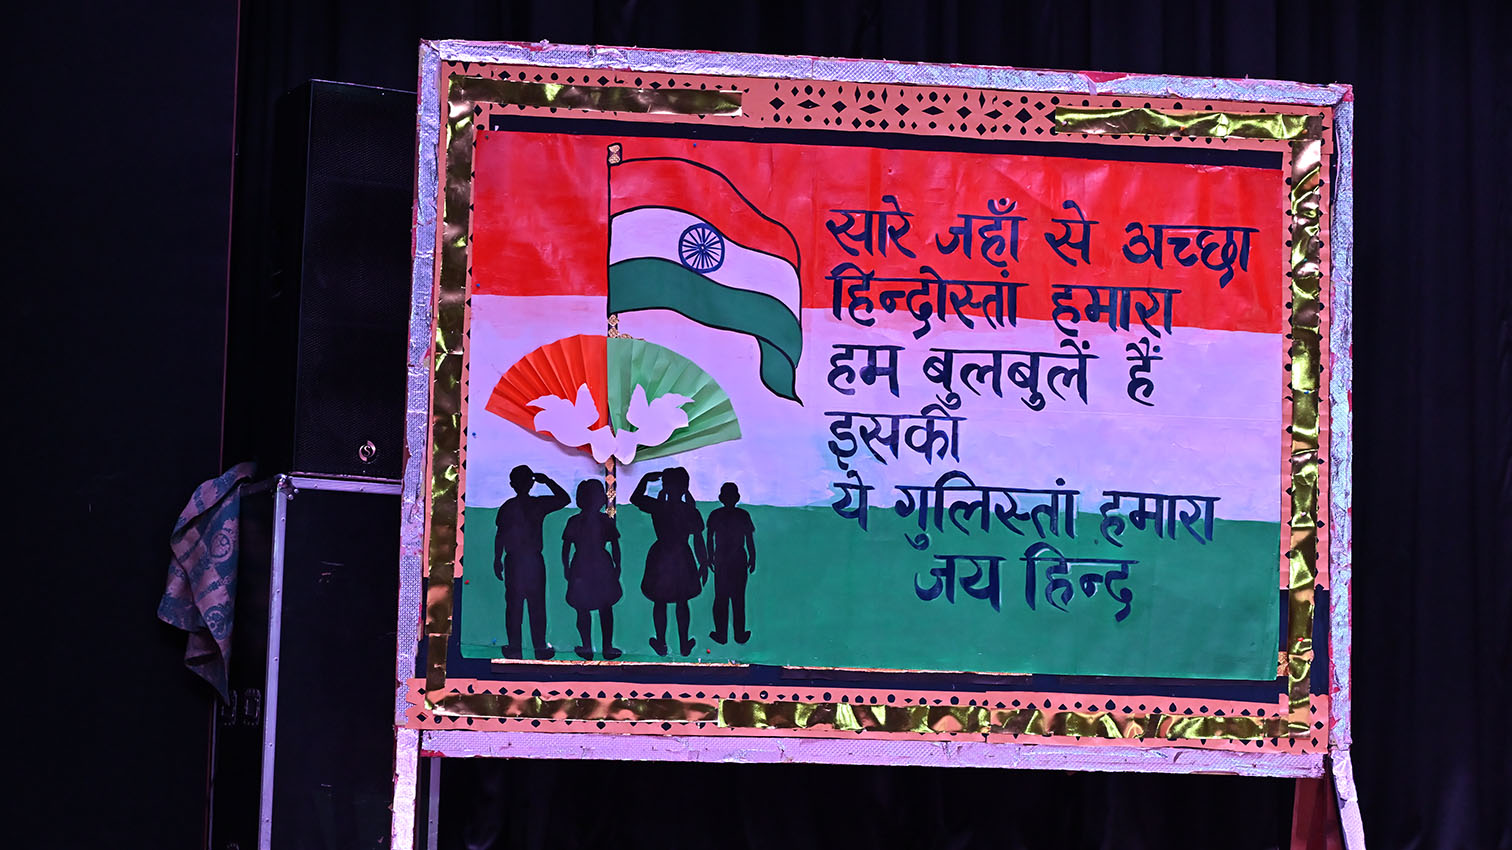 सारे जहाँ से अच्छा
हिन्दोस्तां हमारा
हम बुलबुलें हैं
इसकी
ये गुलिस्तां हमारा
जय हिन्द